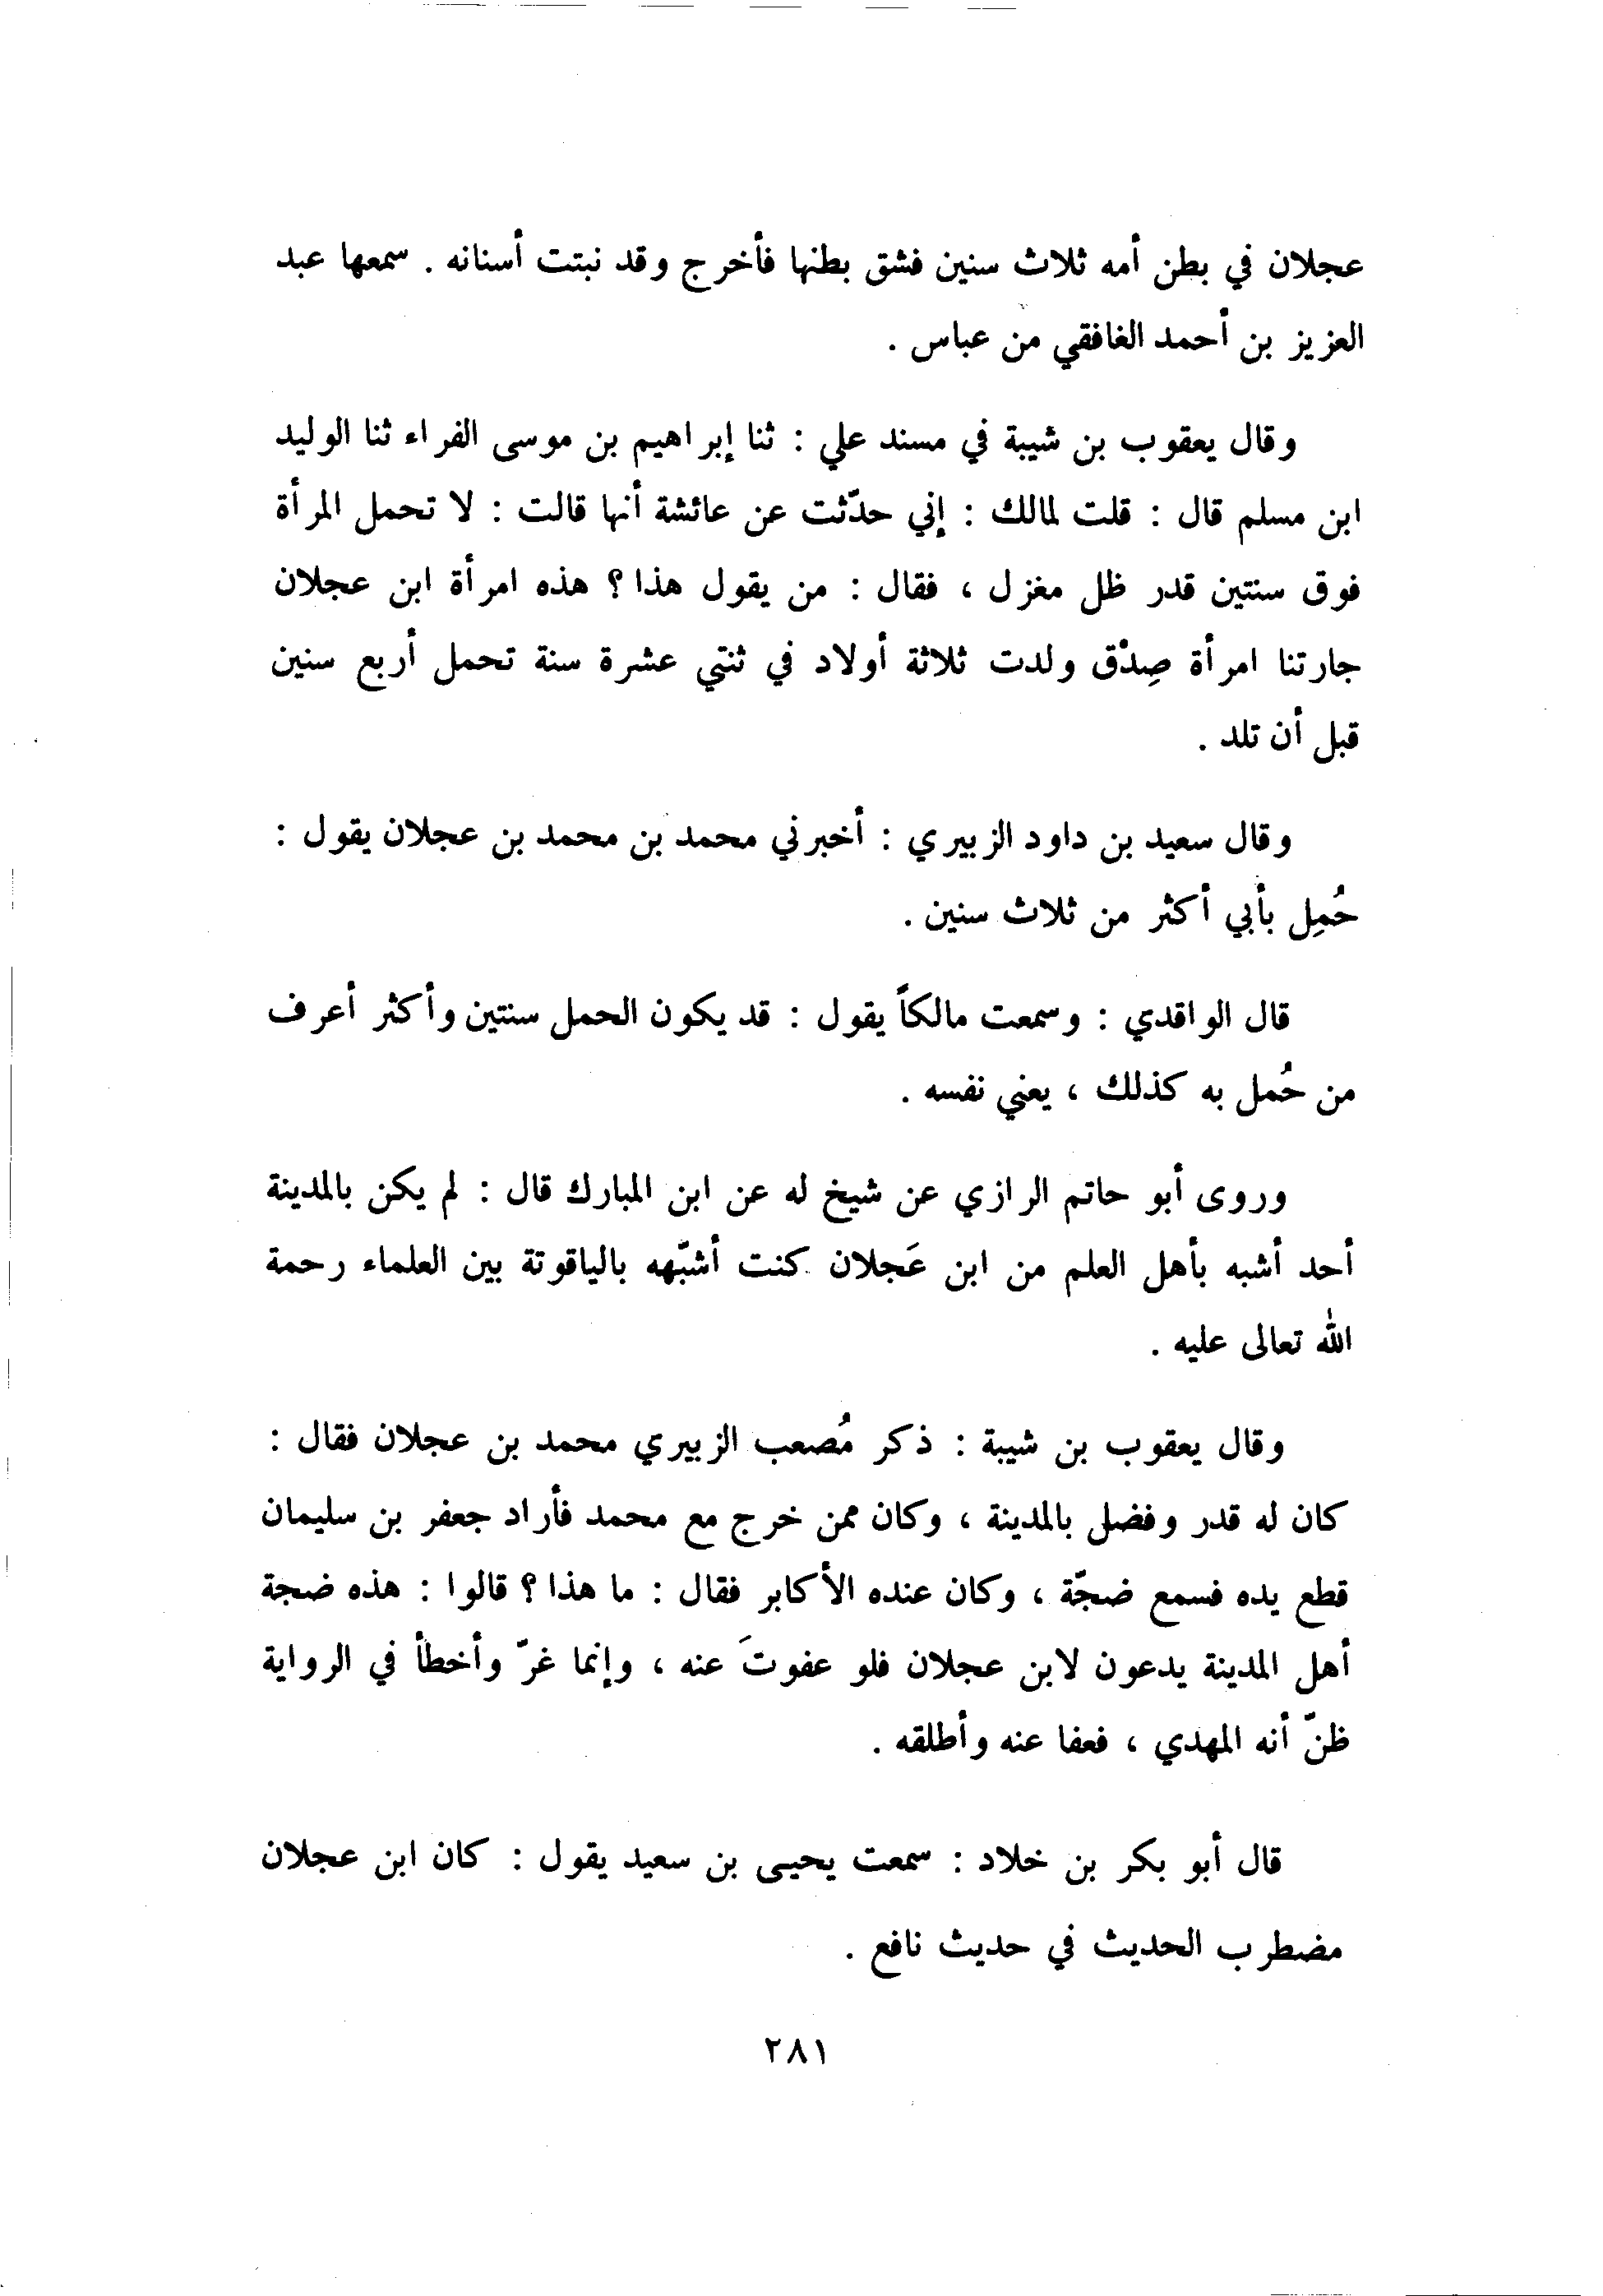 عجلان في بطن أمه ثلاث سنين فشق بطنها فأخرج وقد نبتت أسنانه . سمعها عبد
العزيز بن أحمد الغافقي من عباس .
وقال يعقوب بن شيبة في مسند علي : ثنا إبراهيم بن موسى الفراء ثنا الوليد
ابن مسلم قال : قلت لمالك : إني حدّثت عن عائشة أنها قالت : لا تحمل المرأة
فوق سنتين قدر ظل مغزل ، فقال : من يقول هذا ؟ هذه امرأة ابن عجلان
جارتنا امرأة صِدْق ولدت ثلاثة أولاد في ثنتي عشرة سنة تحمل أربع سنين
قبل أن تلد .
وقال سعيد بن داود الزبيري : أخبرني محمد بن محمد بن عجلان يقول :
حُمِل بأبي أكثر من ثلاث سنين .
قال الواقدي : وسمعت مالكاً يقول : قد يكون الحمل سنتين وأكثر أعرف
من حُمل به كذلك ، يعني نفسه .
وروى أبو حاتم الرازي عن شيخ له عن ابن المبارك قال : لم يكن بالمدينة
أحد أشبه بأهل العلم من ابن عَجلان كنت أشبّهه بالياقوتة بين العلماء رحمة
الله تعالى عليه .
وقال يعقوب بن شيبة : ذكر مُصعب الزبيري محمد بن عجلان فقال :
كان له قدر وفضل بالمدينة ، وكان ممن خرج مع محمد فأراد جعفر بن سليمان
قطع يده فسمع ضجّة ، وكان عنده الأكابر فقال : ما هذا ؟ قالوا : هذه ضجة
أهل المدينة يدعون لابن عجلان فلو عفوتَ عنه ، وإنما غرّ وأخطأ في الرواية
ظنّ أنه المهدي ، فعفا عنه وأطلقه .
قال أبو بكر بن خلاد : سمعت يحيى بن سعيد يقول : كان ابن عجلان
مضطرب الحديث في حديث نافع .
٢٨١